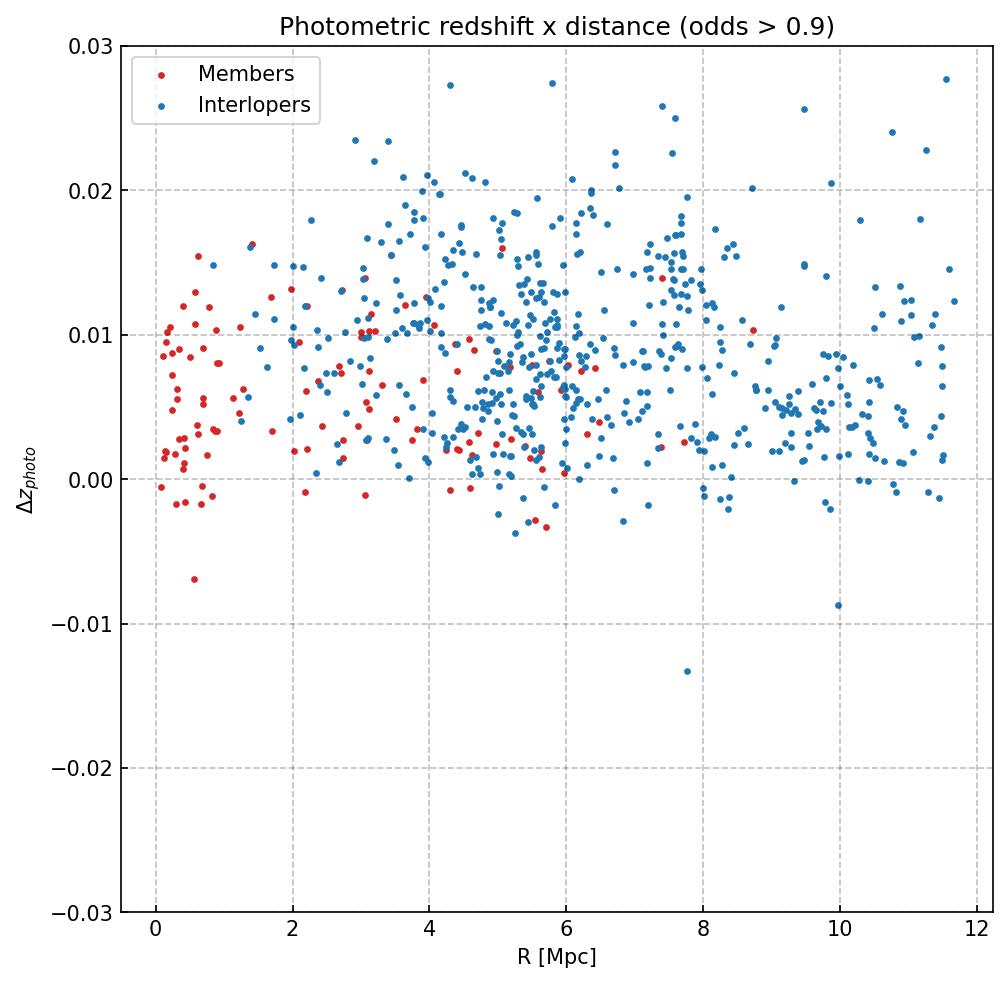 Photometric redshift x distance (odds > 0.9)
Members
Interlopers
0.03
0.02
0.01
0.00
−0.01
−0.02
−0.03
Δz_photo
0 2 4 6 8 10 12
R [Mpc]